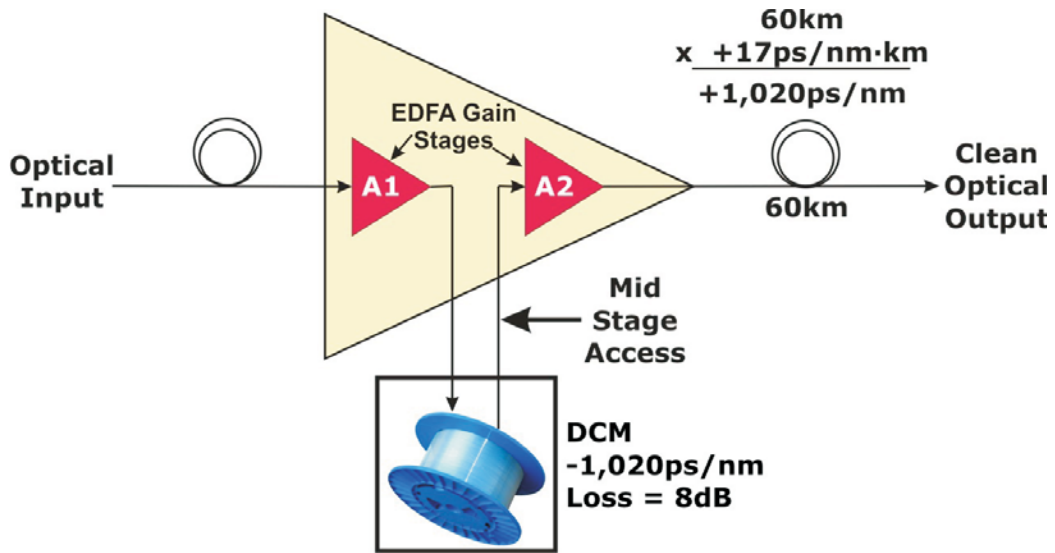 60km
x +17ps/nm·km
+1,020ps/nm
EDFA Gain
Stages
Optical
Input
A1
A2
60km
Clean
Optical
Output
Mid
Stage
Access
DCM
-1,020ps/nm
Loss = 8dB